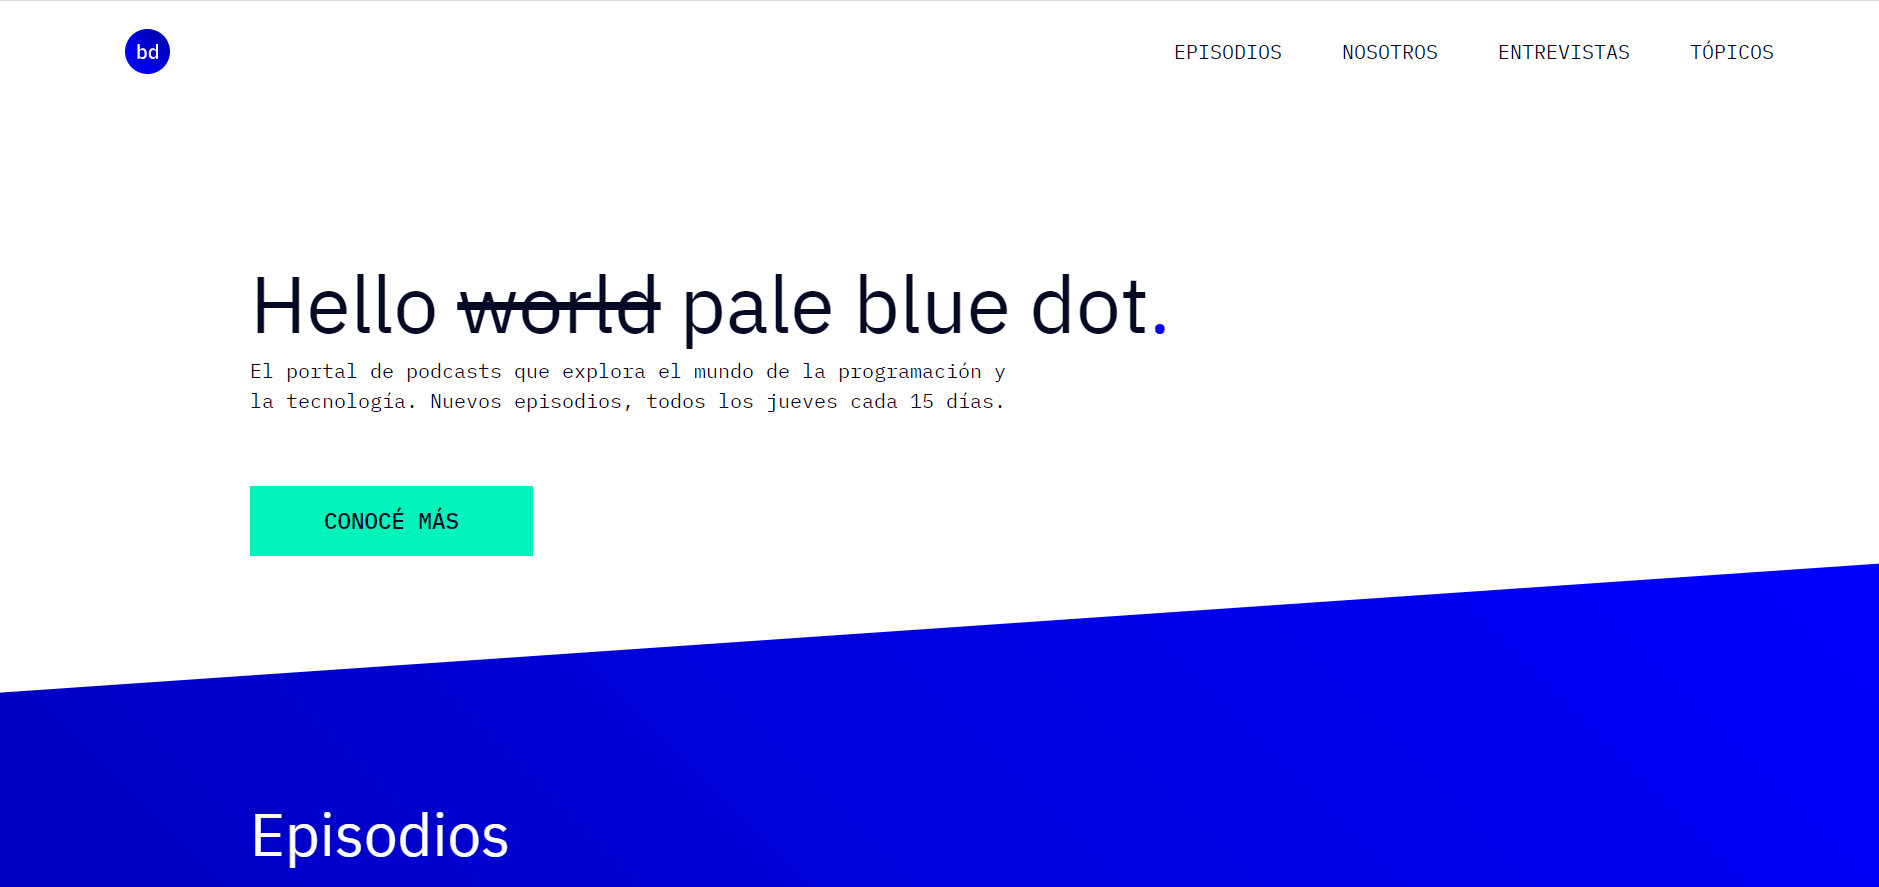 bd
EPISODIOS NOSOTROS ENTREVISTAS TÓPICOS
Hello world pale blue dot.
El portal de podcasts que explora el mundo de la programación y
la tecnología. Nuevos episodios, todos los jueves cada 15 días.
CONOCÉ MÁS
Episodios